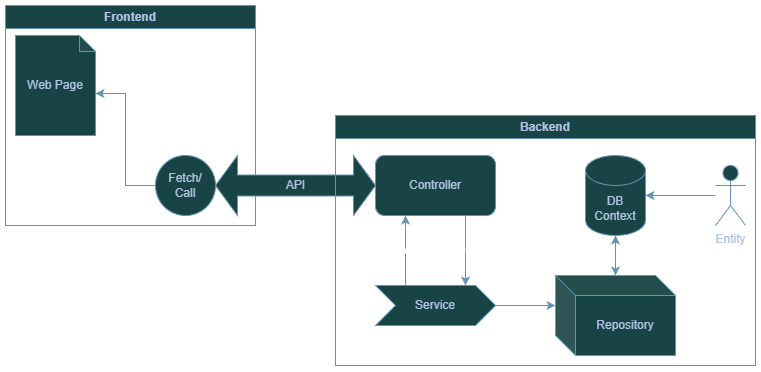 Frontend
Web Page
Fetch/
Call
API
Backend
Controller
DB
Context
Entity
Service
Repository